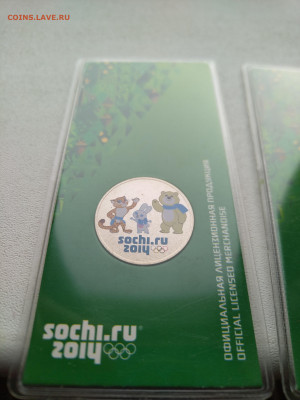 COINS.LAVE.RU
sochi.ru
2014
sochi.ru
2014
ОФИЦИАЛЬНАЯ ЛИЦЕНЗИОННАЯ ПРОДУКЦИЯ
OFFICIAL LICENSED MERCHANDISE